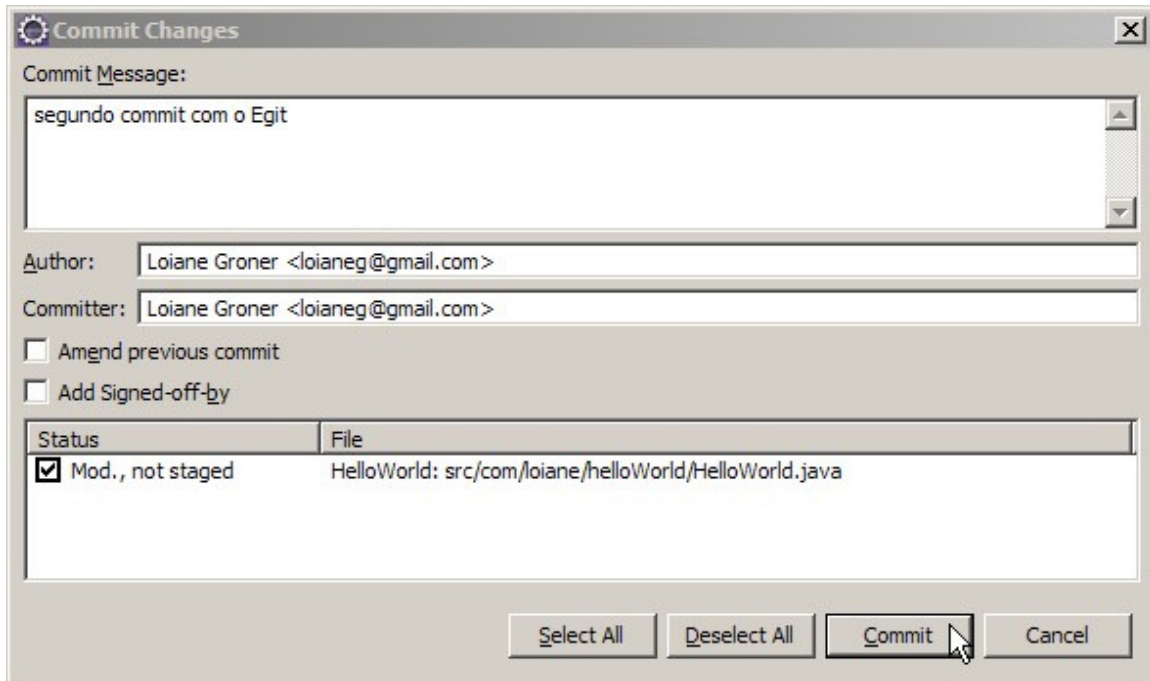 Commit Changes
Commit Message:
segundo commit com o Egit
Author: Loiane Groner <loianeg@gmail.com>
Committer: Loiane Groner <loianeg@gmail.com>
Amend previous commit
Add Signed-off-by
Status File
Mod., not staged HelloWorld: src/com/loiane/helloWorld/HelloWorld.java
Select All Deselect All Commit Cancel